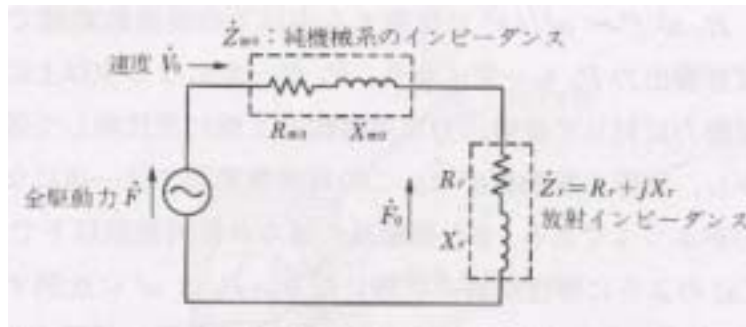 Ż_m0：純機械系のインピーダンス
速度 V̇₀
R_m0 X_m0
全駆動力 Ḟ
Ḟ₀
R_r
X_r
Ż_r＝R_r＋jX_r
放射インピーダンス